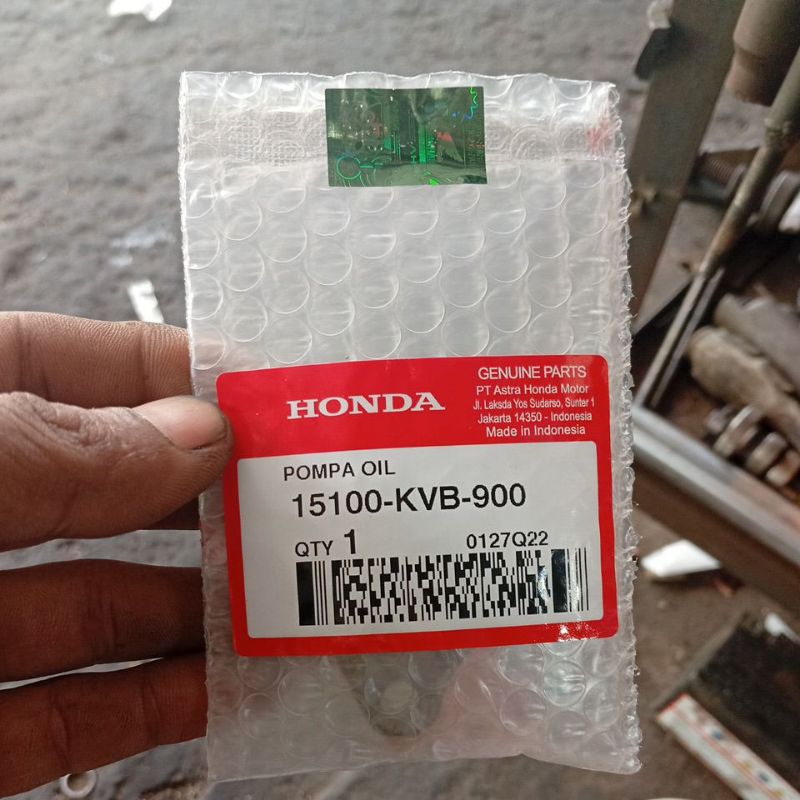 HONDA
GENUINE PARTS
PT Astra Honda Motor
Jl. Laksda Yos Sudarso, Sunter 1
Jakarta 14350 - Indonesia
Made in Indonesia
POMPA OIL
15100-KVB-900
QTY 1
0127Q22